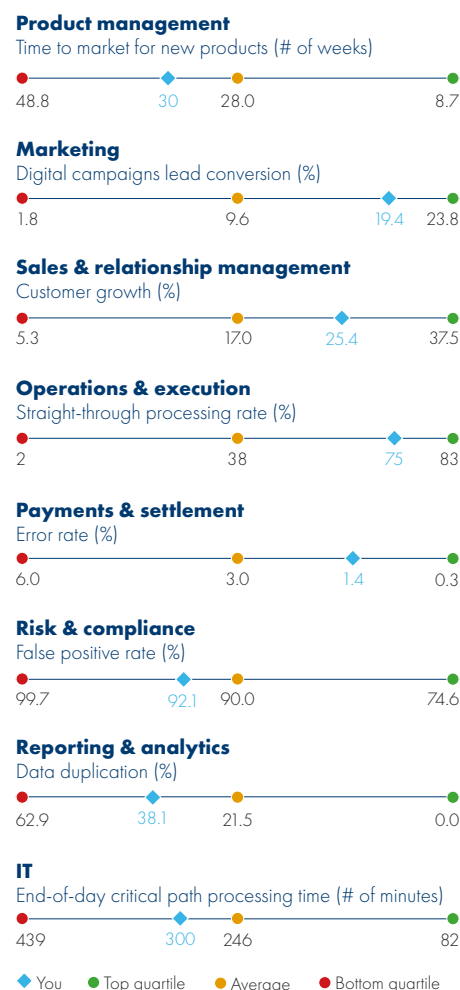 Product management
Time to market for new products (# of weeks)
48.8 30 28.0 8.7
Marketing
Digital campaigns lead conversion (%)
1.8 9.6 19.4 23.8
Sales & relationship management
Customer growth (%)
5.3 17.0 25.4 37.5
Operations & execution
Straight-through processing rate (%)
2 38 75 83
Payments & settlement
Error rate (%)
6.0 3.0 1.4 0.3
Risk & compliance
False positive rate (%)
99.7 92.1 90.0 74.6
Reporting & analytics
Data duplication (%)
62.9 38.1 21.5 0.0
IT
End-of-day critical path processing time (# of minutes)
439 300 246 82
You Top quartile Average Bottom quartile